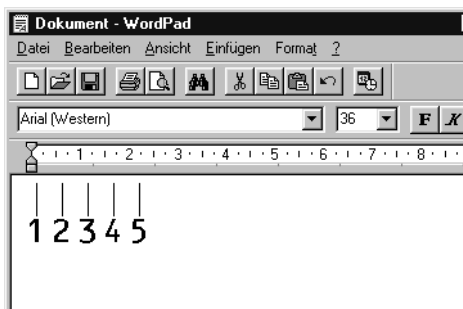 Dokument - WordPad
Datei Bearbeiten Ansicht Einfügen Format ?
Arial (Western) 36 F K
1 2 3 4 5 6 7 8
1 2 3 4 5